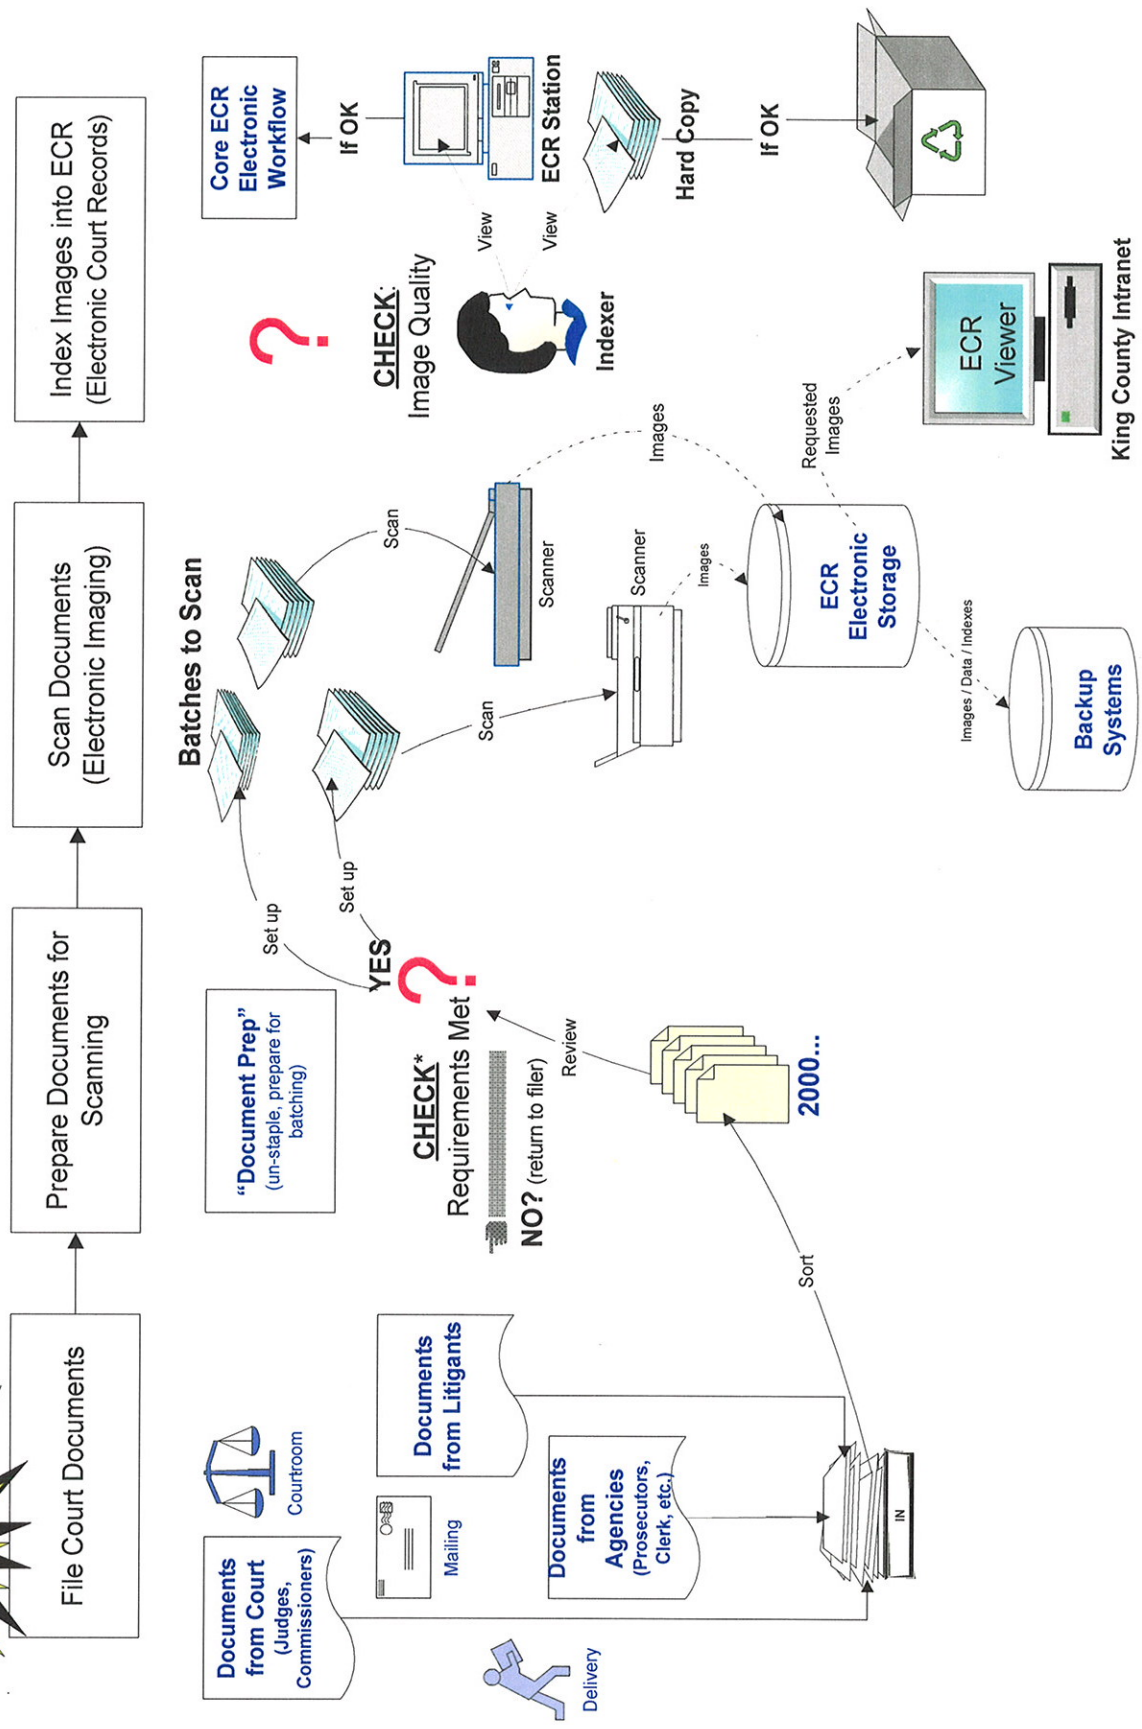 File Court Documents
Prepare Documents for
Scanning
Scan Documents
(Electronic Imaging)
Index Images into ECR
(Electronic Court Records)
Documents
from Court
(Judges,
Commissioners)
Courtroom
Mailing
Delivery
Documents
from Litigants
Documents
from
Agencies
(Prosecutors,
Clerk, etc.)
IN
Sort
2000...
Review
"Document Prep"
(un-staple, prepare for
batching)
CHECK*
Requirements Met
NO? (return to filer)
YES
?
Set up
Set up
Batches to Scan
Scan
Scan
Scanner
Scanner
Images
Images
ECR
Electronic
Storage
Images / Data / Indexes
Backup
Systems
Requested
Images
ECR
Viewer
King County Intranet
?
CHECK:
Image Quality
Indexer
View
View
Core ECR
Electronic
Workflow
If OK
ECR Station
Hard Copy
If OK